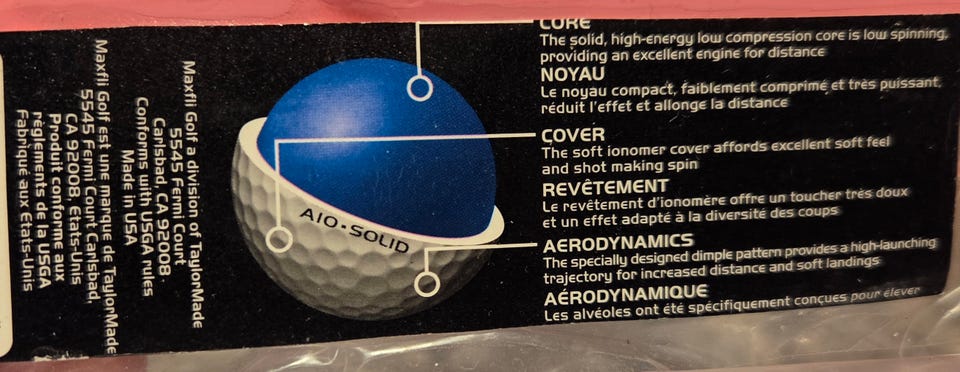 CORE
The solid, high-energy low compression core is low spinning,
providing an excellent engine for distance
NOYAU
Le noyau compact, faiblement comprimé et très puissant,
réduit l'effet et allonge la distance
COVER
The soft ionomer cover affords excellent soft feel
and shot making spin
REVÊTEMENT
Le revêtement d'ionomère offre un toucher très doux
et un effet adapté à la diversité des coups
AERODYNAMICS
The specially designed dimple pattern provides a high-launching
trajectory for increased distance and soft landings
AÉRODYNAMIQUE
Les alvéoles ont été spécifiquement conçues pour élever
AIO•SOLID
Maxfli Golf a division of TaylorMade
5545 Fermi Court
Carlsbad, CA 92008
Conforms with USGA rules
Made in USA
Maxfli Golf est une marque de TaylorMade
5545 Fermi Court Carlsbad,
CA 92008, Etats-Unis
Produit conforme aux
règlements de la USGA
Fabriqué aux Etats-Unis